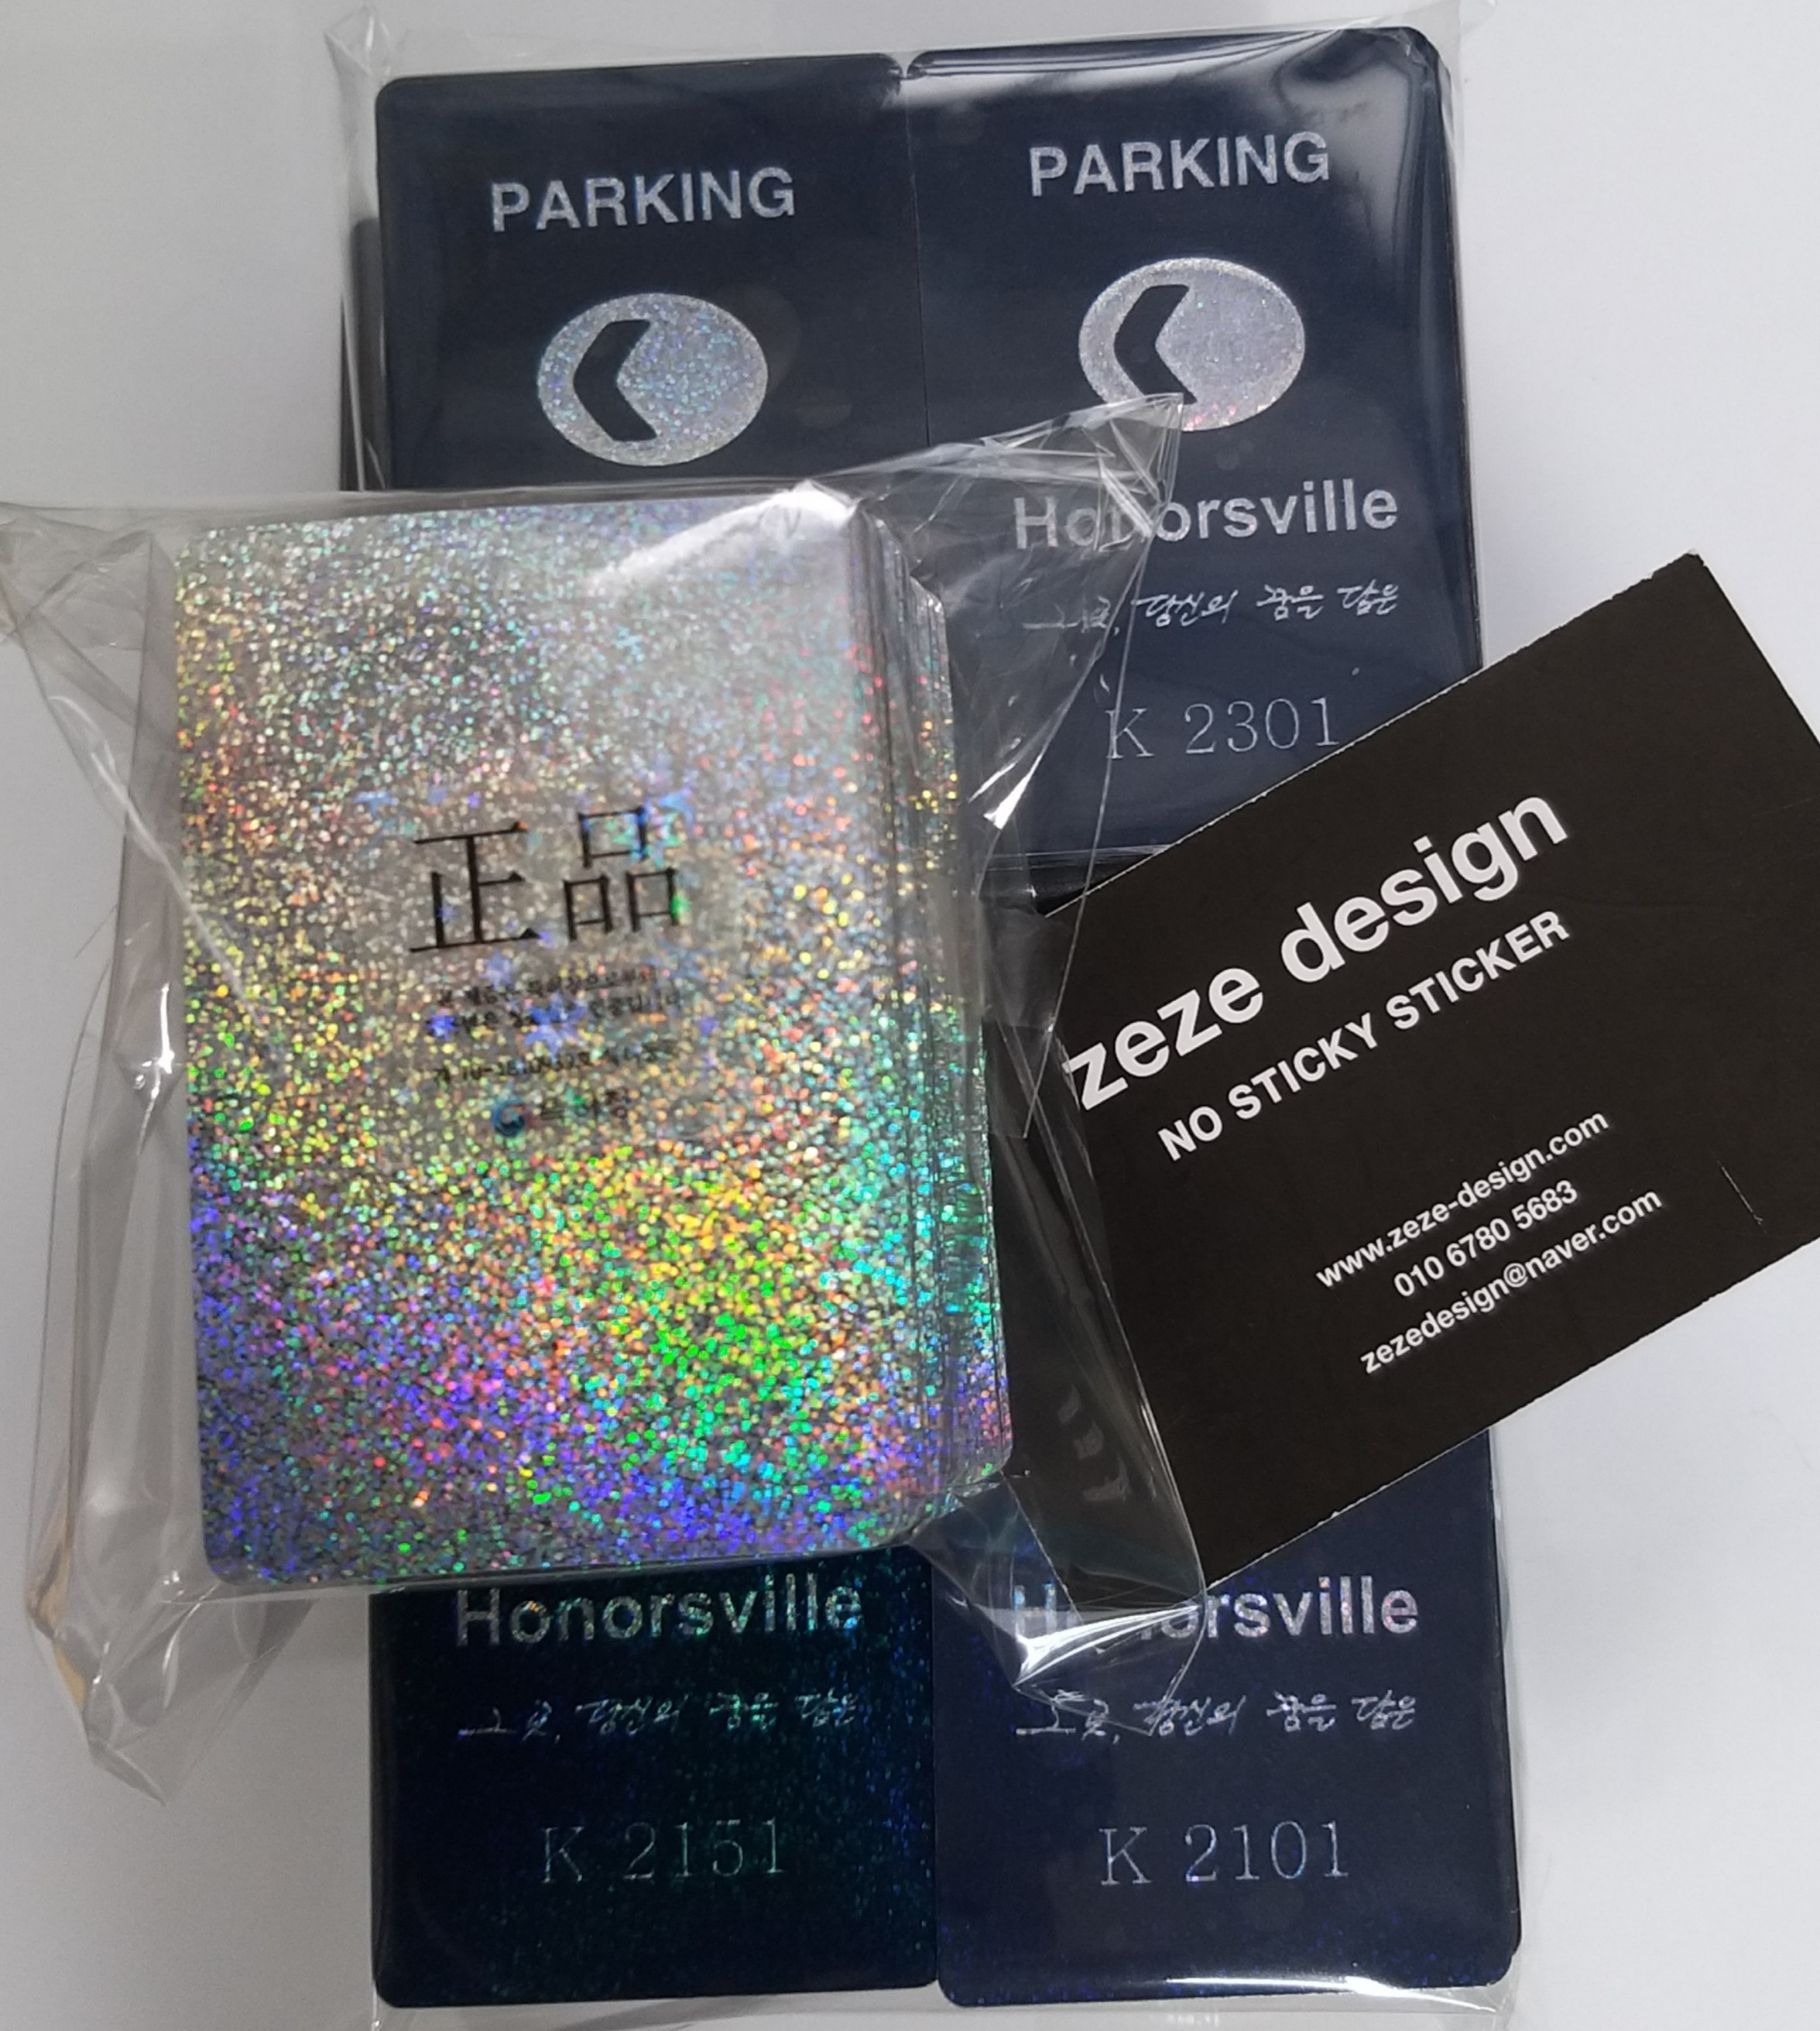 PARKING
PARKING
Honorsville
당신의 꿈을 담은
K 2301
正品
zeze design
NO STICKY STICKER
www.zeze-design.com
010 6780 5683
zezedesign@naver.com
Honorsville
그 곳, 당신의 꿈을 담은
K 2151
Honorsville
그 곳, 당신의 꿈을 담은
K 2101